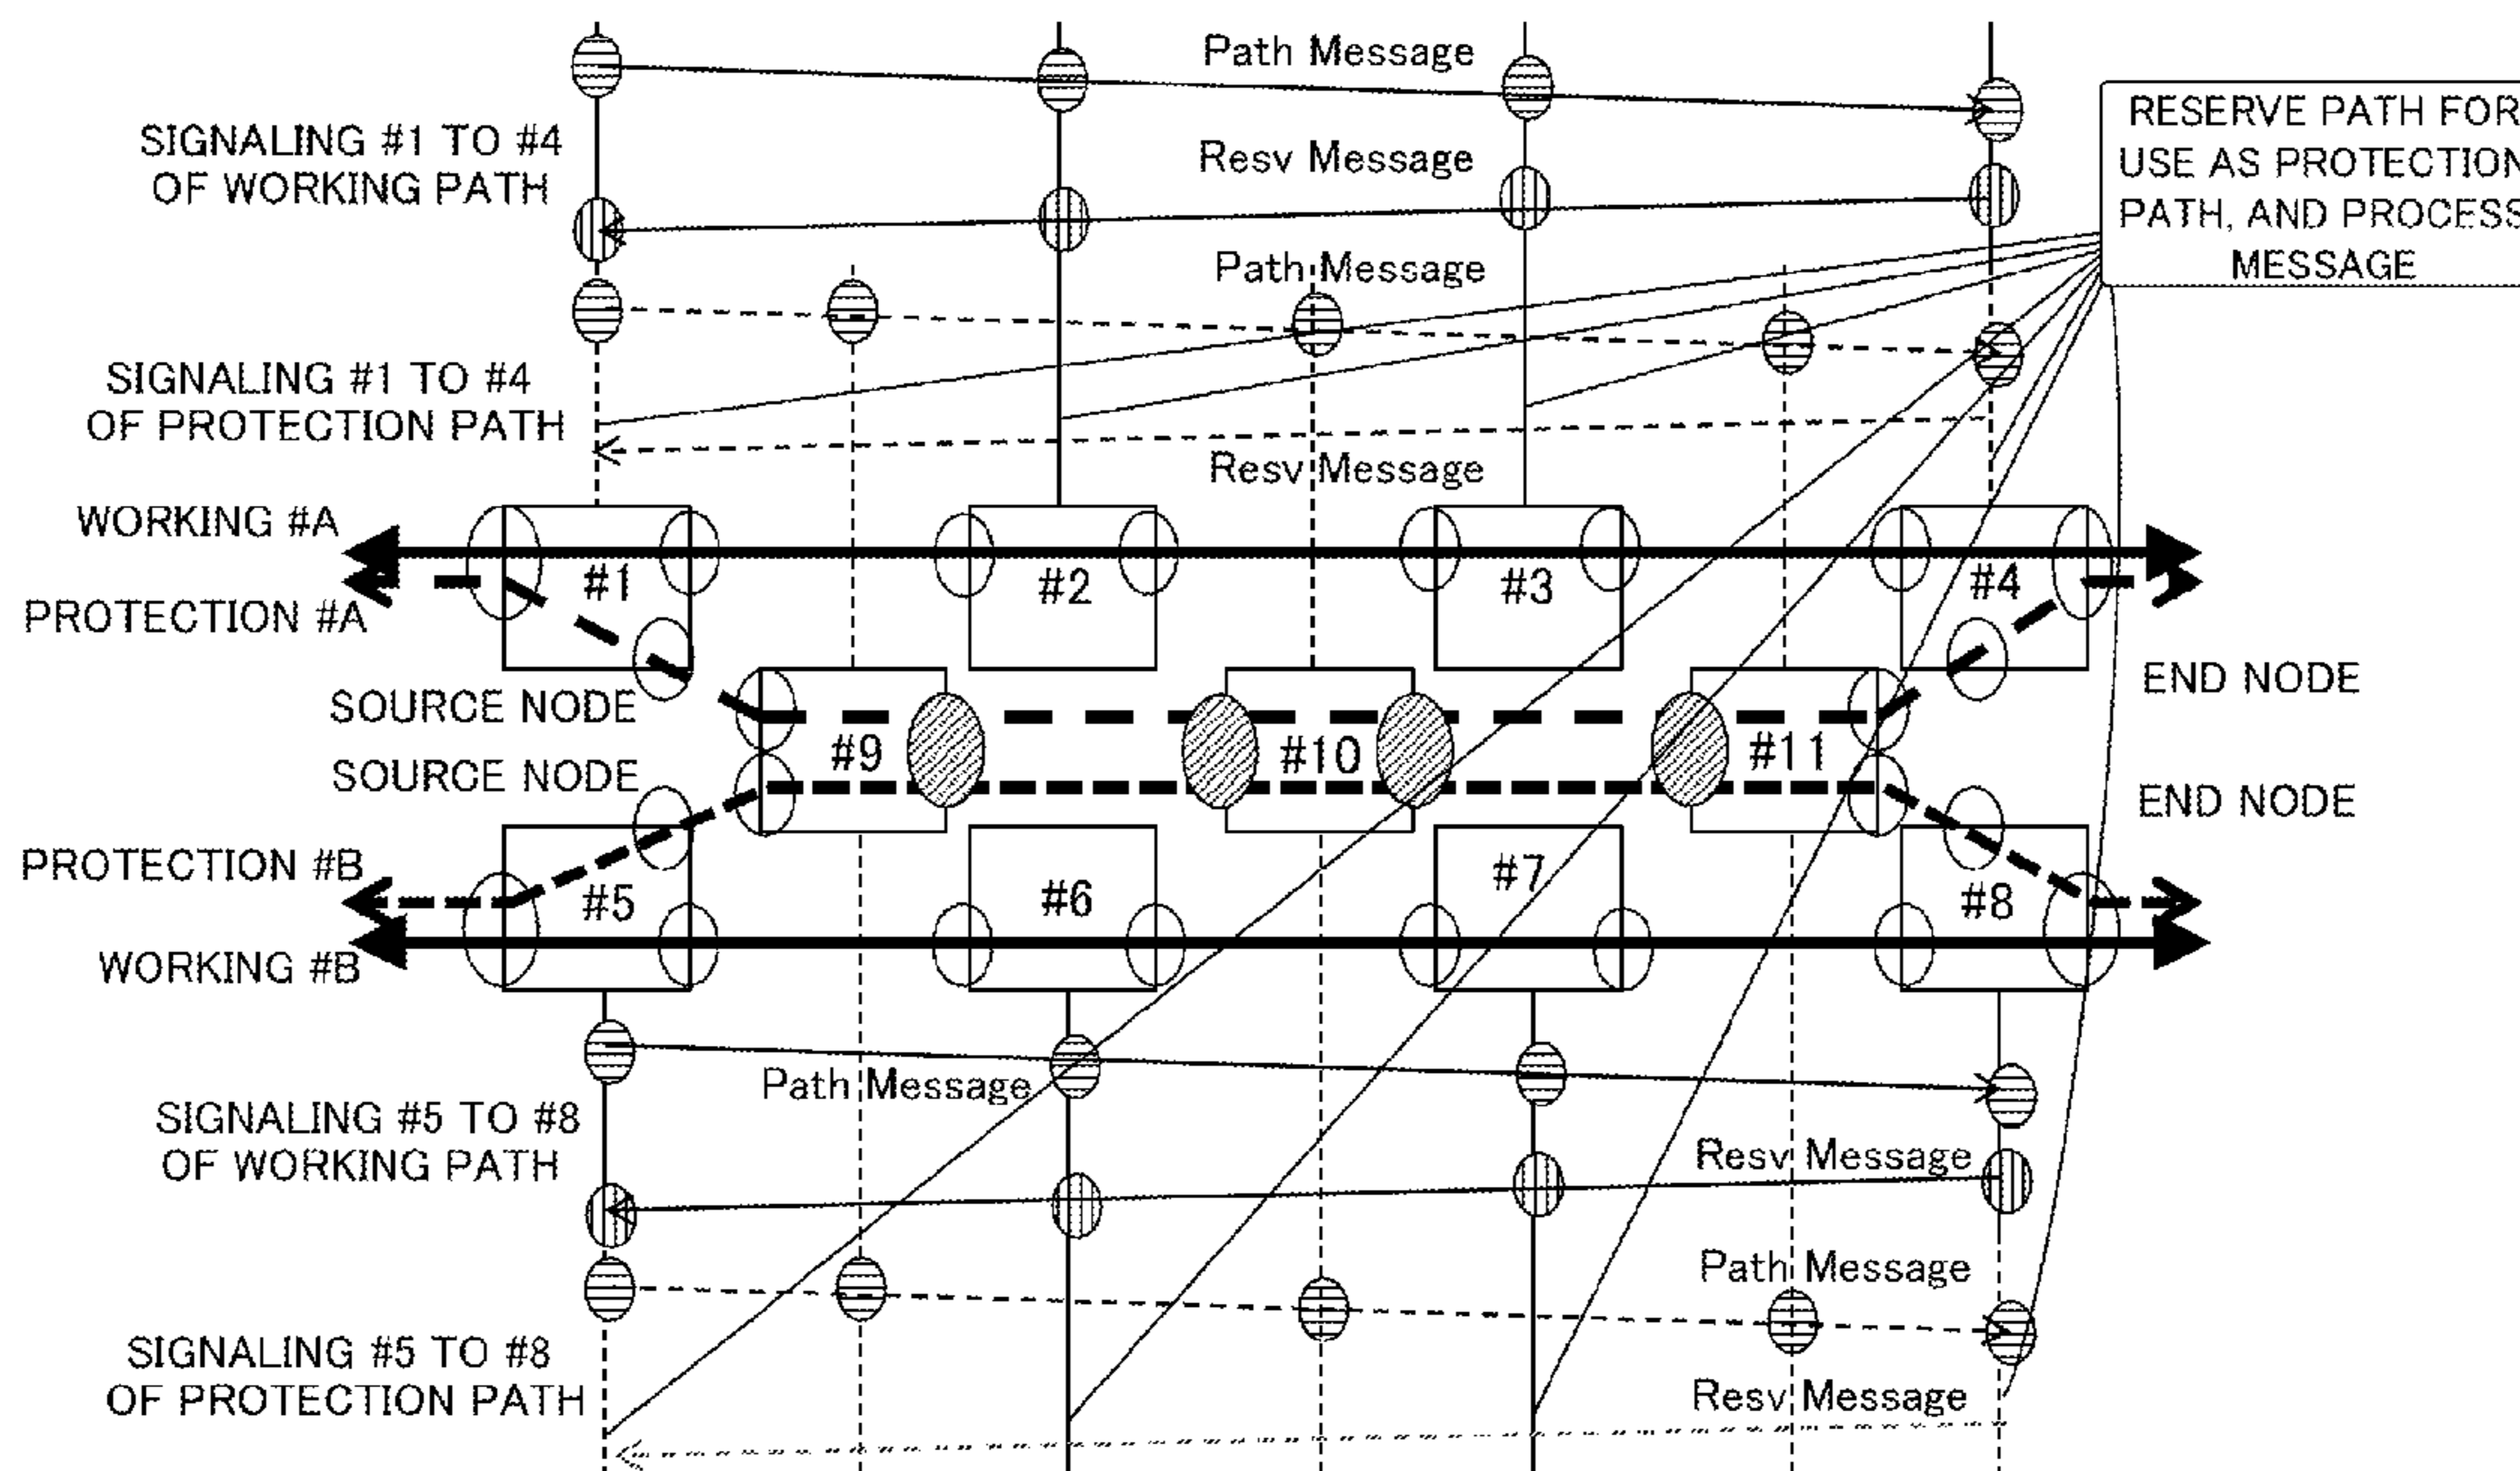 Path Message
RESERVE PATH FOR
USE AS PROTECTION
PATH, AND PROCESS
MESSAGE
SIGNALING #1 TO #4
OF WORKING PATH
Resv Message
Path Message
SIGNALING #1 TO #4
OF PROTECTION PATH
Resv Message
WORKING #A
PROTECTION #A
#1
#2
#3
#4
SOURCE NODE
END NODE
#9
#10
#11
SOURCE NODE
END NODE
PROTECTION #B
#5
#6
#7
#8
WORKING #B
Path Message
SIGNALING #5 TO #8
OF WORKING PATH
Resv Message
Path Message
SIGNALING #5 TO #8
OF PROTECTION PATH
Resv Message